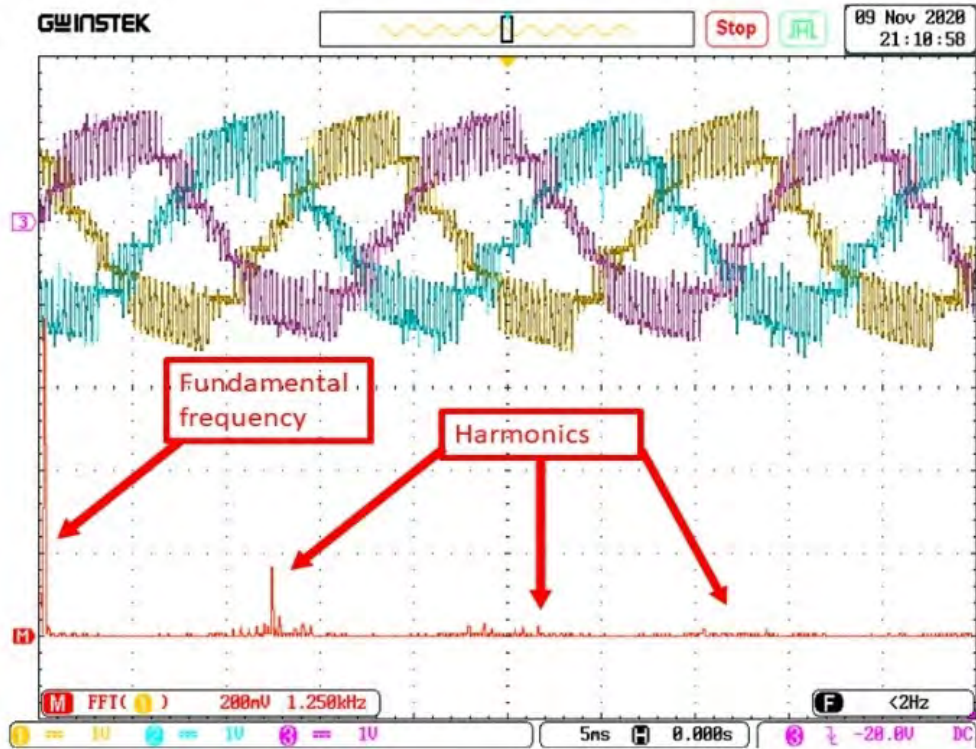 GWINSTEK
Stop
09 Nov 2020
21:10:58
3
Fundamental
frequency
Harmonics
M
M FFT( 1 ) 200mV 1.250kHz
F <2Hz
1 1V 2 1V 3 1V
5ms H 0.000s
3 -20.0V DC